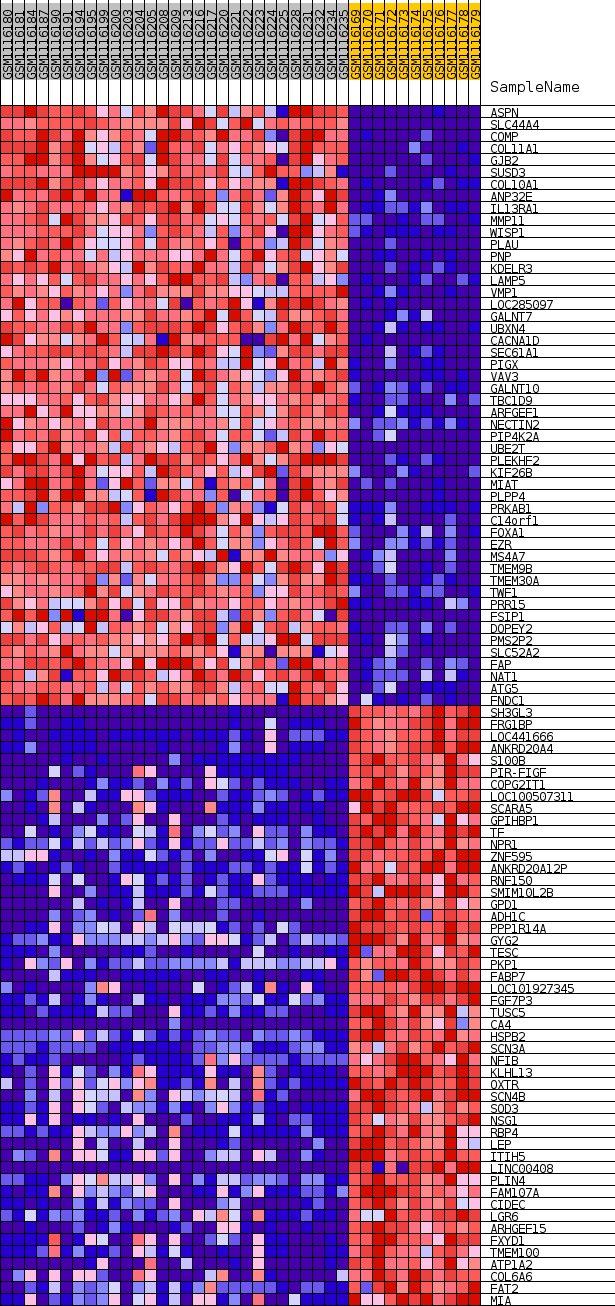 GSM1116180
GSM1116181
GSM1116184
GSM1116189
GSM1116190
GSM1116191
GSM1116194
GSM1116195
GSM1116199
GSM1116200
GSM1116203
GSM1116204
GSM1116205
GSM1116208
GSM1116209
GSM1116213
GSM1116216
GSM1116217
GSM1116220
GSM1116221
GSM1116222
GSM1116223
GSM1116224
GSM1116225
GSM1116229
GSM1116231
GSM1116232
GSM1116234
GSM1116235
GSM1116169
GSM1116170
GSM1116171
GSM1116172
GSM1116173
GSM1116174
GSM1116175
GSM1116176
GSM1116177
GSM1116178
GSM1116179
SampleName
ASPN
SLC44A4
COMP
COL11A1
GJB2
SUSD3
COL10A1
ANP32E
IL13RA1
MMP11
WISP1
PLAU
PNP
KDELR3
LAMP5
VMP1
LOC285097
GALNT7
UBXN4
CACNA1D
SEC61A1
PIGX
VAV3
GALNT10
TBC1D9
ARFGEF1
NECTIN2
PIP4K2A
UBE2T
PLEKHF2
KIF26B
MIAT
PLPP4
PRKAB1
C14orf1
FOXA1
EZR
MS4A7
TMEM9B
TMEM30A
TWF1
PRR15
FSIP1
DOPEY2
PMS2P2
SLC52A2
FAP
NAT1
ATG5
FNDC1
SH3GL3
FRG1BP
LOC441666
ANKRD20A4
S100B
PIR-FIGF
COPG2IT1
LOC100507311
SCARA5
GPIHBP1
TF
NPR1
ZNF595
ANKRD20A12P
RNF150
SMIM10L2B
GPD1
ADH1C
PPP1R14A
GYG2
TESC
PKP1
FABP7
LOC101927345
FGF7P3
TUSC5
CA4
HSPB2
SCN3A
NFIB
KLHL13
OXTR
SCN4B
SOD3
NSG1
RBP4
LEP
ITIH5
LINC00408
PLIN4
FAM107A
CIDEC
LGR6
ARHGEF15
FXYD1
TMEM100
ATP1A2
COL6A6
FAT2
MIA